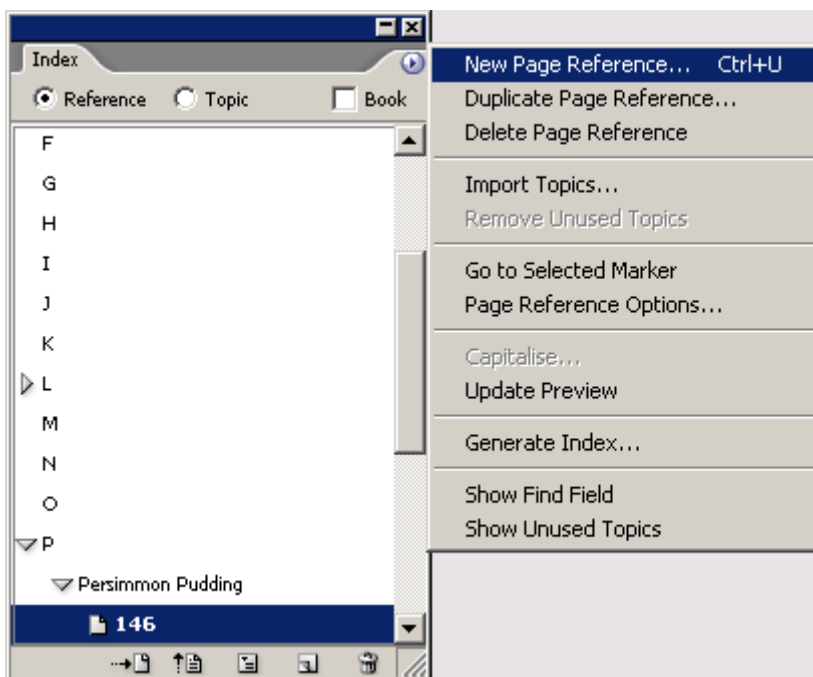 Index
Reference Topic Book
F
G
H
I
J
K
L
M
N
O
P
Persimmon Pudding
146
New Page Reference... Ctrl+U
Duplicate Page Reference...
Delete Page Reference
Import Topics...
Remove Unused Topics
Go to Selected Marker
Page Reference Options...
Capitalise...
Update Preview
Generate Index...
Show Find Field
Show Unused Topics